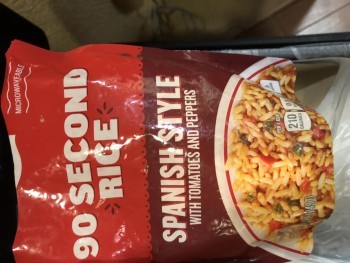 MICROWAVEABLE
90 SECOND
RICE
SPANISH STYLE
WITH TOMATOES AND PEPPERS
210